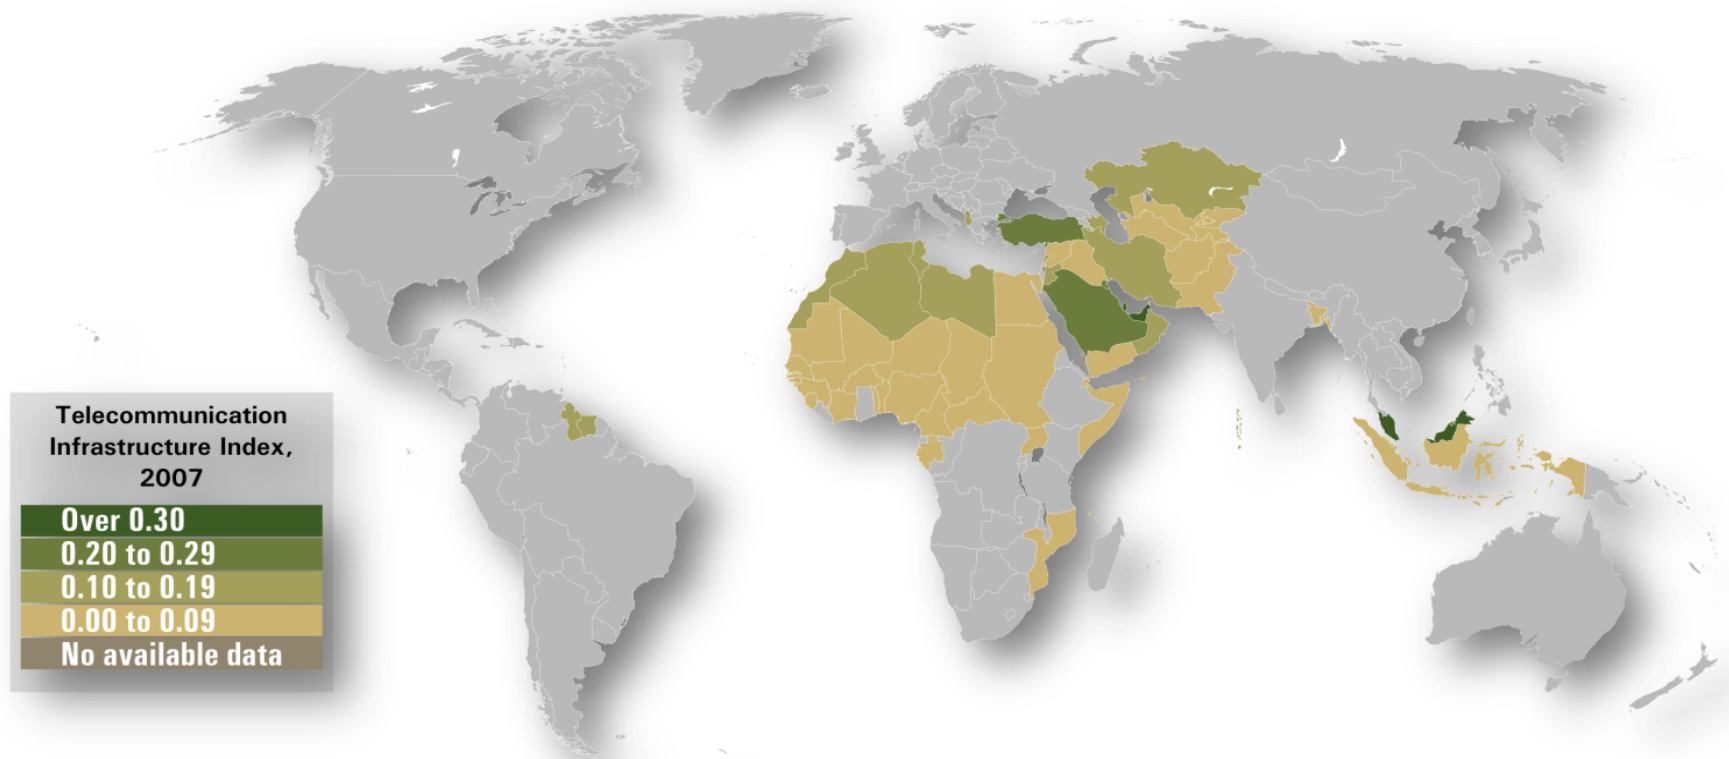 Telecommunication
Infrastructure Index,
2007
Over 0.30
0.20 to 0.29
0.10 to 0.19
0.00 to 0.09
No available data